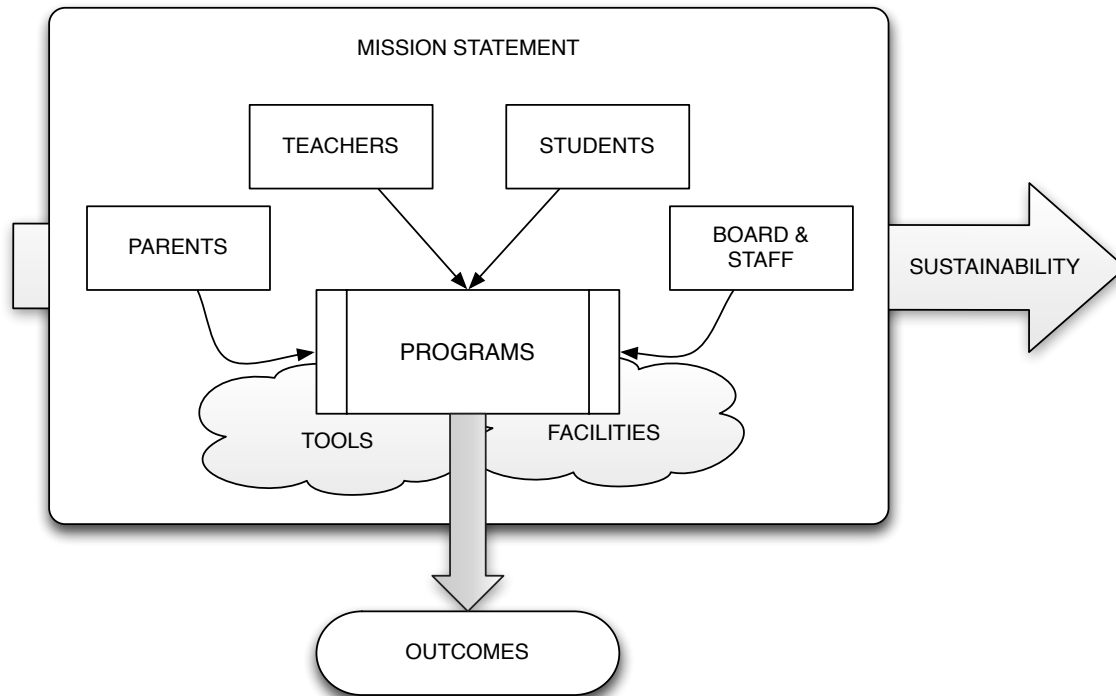 MISSION STATEMENT
TEACHERS
STUDENTS
PARENTS
BOARD &
STAFF
SUSTAINABILITY
PROGRAMS
TOOLS
FACILITIES
OUTCOMES